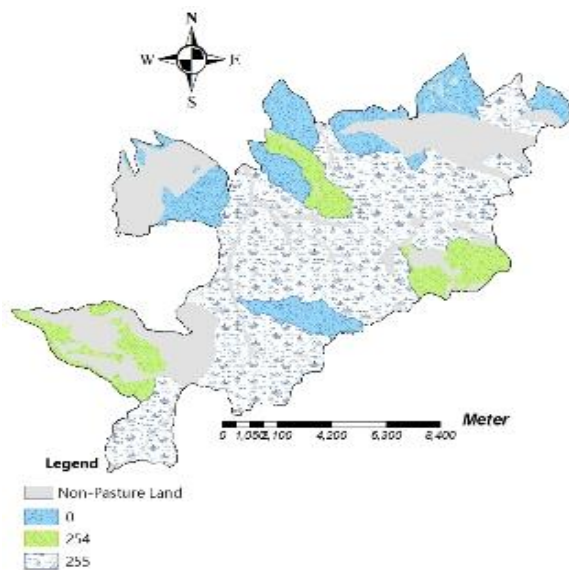 N
W E
S
Meter
0 1,050 2,100 4,200 6,300 8,400
Legend
Non-Pasture Land
0
254
255